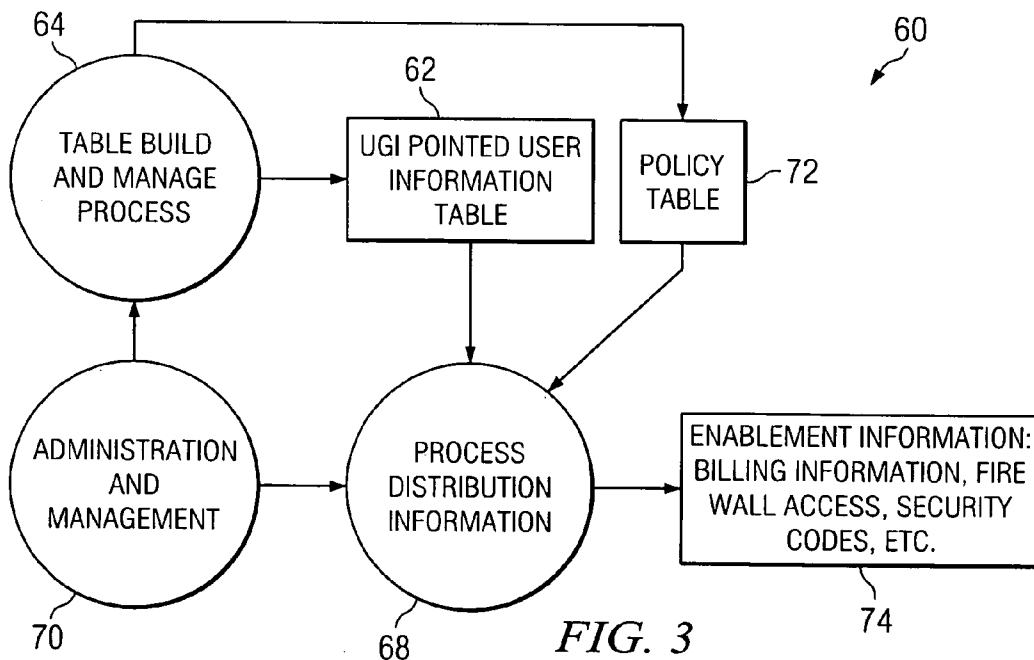 64
60
62
TABLE BUILD
AND MANAGE
PROCESS
UGI POINTED USER
INFORMATION
TABLE
POLICY
TABLE
72
ADMINISTRATION
AND
MANAGEMENT
PROCESS
DISTRIBUTION
INFORMATION
ENABLEMENT INFORMATION:
BILLING INFORMATION, FIRE
WALL ACCESS, SECURITY
CODES, ETC.
70
68
FIG. 3
74